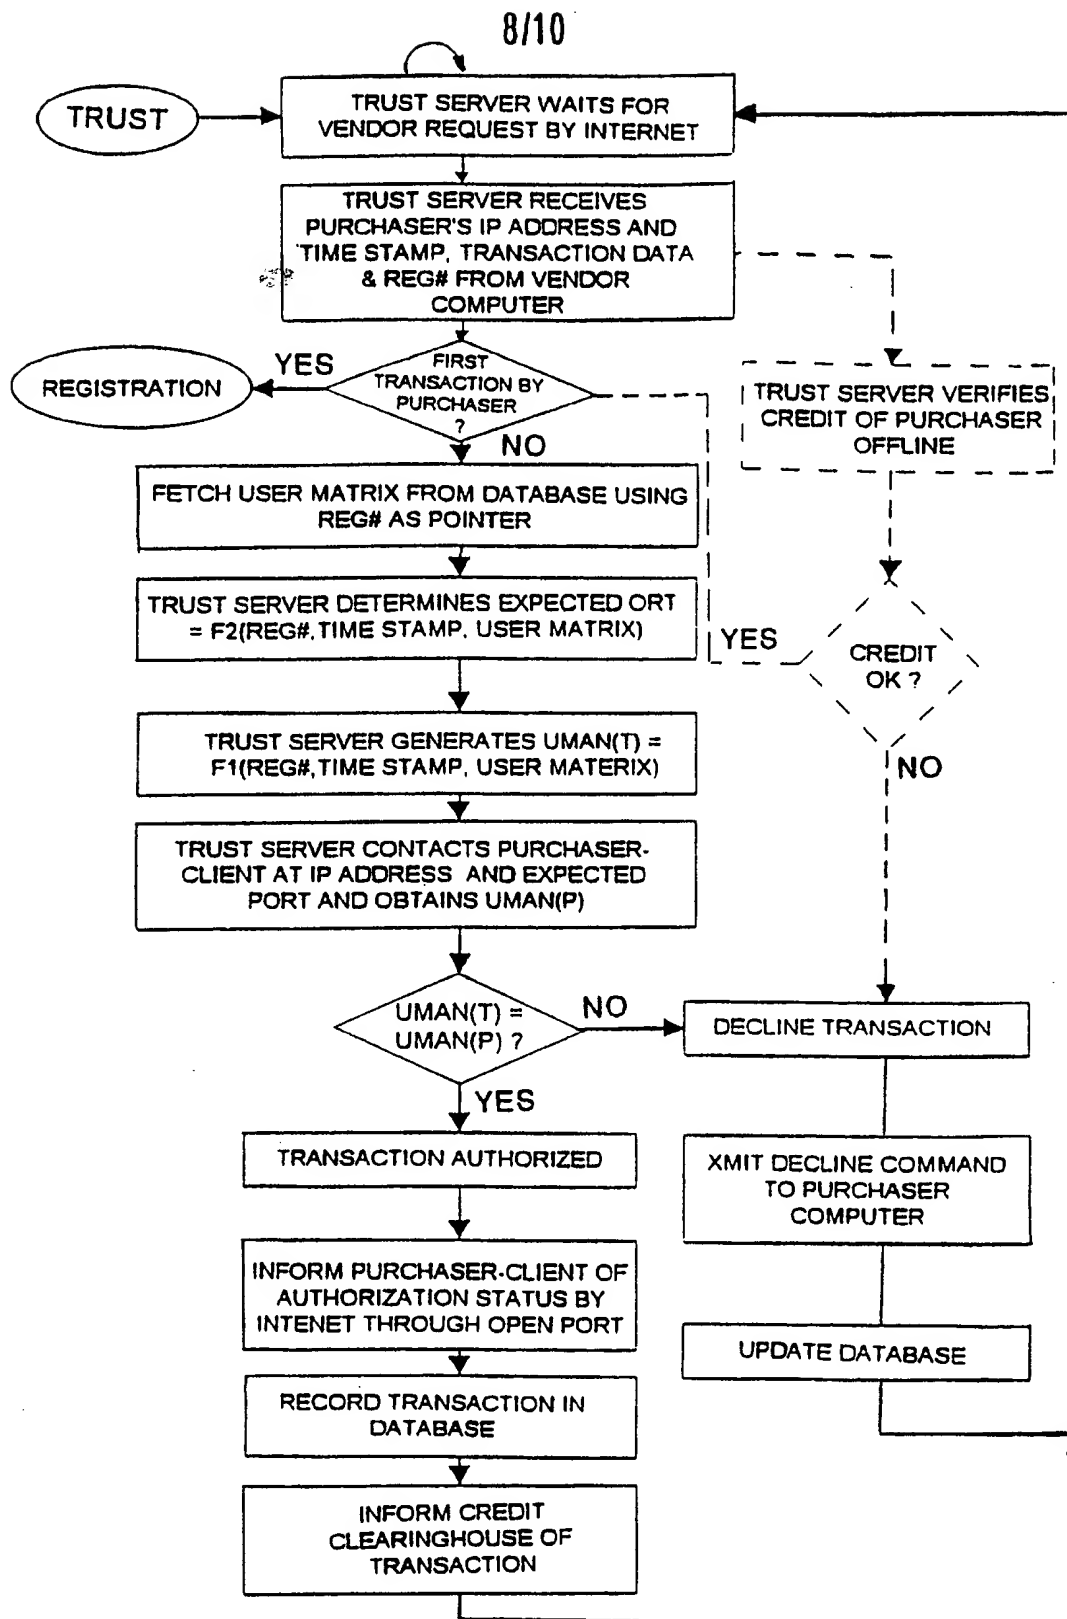 8/10
TRUST
TRUST SERVER WAITS FOR
VENDOR REQUEST BY INTERNET
TRUST SERVER RECEIVES
PURCHASER'S IP ADDRESS AND
TIME STAMP, TRANSACTION DATA
& REG# FROM VENDOR
COMPUTER
REGISTRATION
YES
FIRST
TRANSACTION BY
PURCHASER
?
NO
TRUST SERVER VERIFIES
CREDIT OF PURCHASER
OFFLINE
FETCH USER MATRIX FROM DATABASE USING
REG# AS POINTER
TRUST SERVER DETERMINES EXPECTED ORT
= F2(REG#,TIME STAMP, USER MATRIX)
YES
CREDIT
OK ?
NO
TRUST SERVER GENERATES UMAN(T) =
F1(REG#,TIME STAMP, USER MATERIX)
TRUST SERVER CONTACTS PURCHASER-
CLIENT AT IP ADDRESS AND EXPECTED
PORT AND OBTAINS UMAN(P)
UMAN(T) =
UMAN(P) ?
NO
DECLINE TRANSACTION
YES
TRANSACTION AUTHORIZED
XMIT DECLINE COMMAND
TO PURCHASER
COMPUTER
INFORM PURCHASER-CLIENT OF
AUTHORIZATION STATUS BY
INTENET THROUGH OPEN PORT
UPDATE DATABASE
RECORD TRANSACTION IN
DATABASE
INFORM CREDIT
CLEARINGHOUSE OF
TRANSACTION